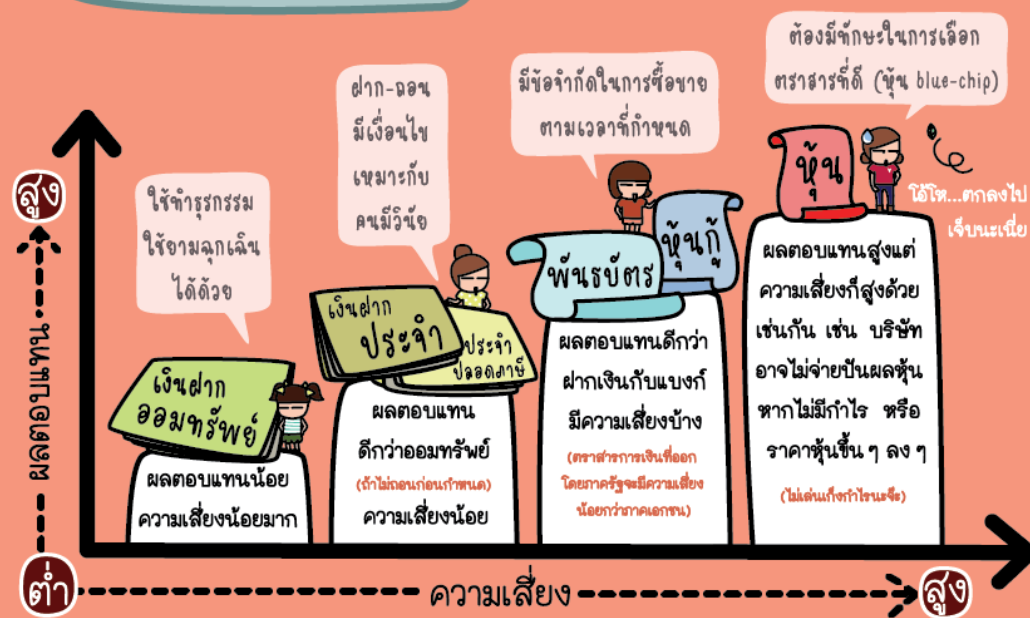 ต้องมีทักษะในการเลือก
ตราสารที่ดี (หุ้น blue-chip)
มีข้อจำกัดในการซื้อขาย
ตามเวลาที่กำหนด
ฝาก-ถอน
มีเงื่อนไข
เหมาะกับ
คนมีวินัย
ใช้ทำธุรกรรม
ใช้ยามฉุกเฉิน
ได้ด้วย
สูง
ผลตอบแทน
ต่ำ
ความเสี่ยง
สูง
เงินฝาก
ออมทรัพย์
ผลตอบแทนน้อย
ความเสี่ยงน้อยมาก
เงินฝาก
ประจำ
ประจำ
ปลอดภาษี
ผลตอบแทน
ดีกว่าออมทรัพย์
(ถ้าไม่ถอนก่อนกำหนด)
ความเสี่ยงน้อย
พันธบัตร
หุ้นกู้
ผลตอบแทนดีกว่า
ฝากเงินกับแบงก์
มีความเสี่ยงบ้าง
(ตราสารการเงินที่ออก
โดยภาครัฐจะมีความเสี่ยง
น้อยกว่าภาคเอกชน)
หุ้น
โอ้โห...ตกลงไป
เจ็บนะเนี่ย
ผลตอบแทนสูงแต่
ความเสี่ยงก็สูงด้วย
เช่นกัน เช่น บริษัท
อาจไม่จ่ายปันผลหุ้น
หากไม่มีกำไร หรือ
ราคาหุ้นขึ้น ๆ ลง ๆ
(ไม่เล่นเก็งกำไรนะจ๊ะ)